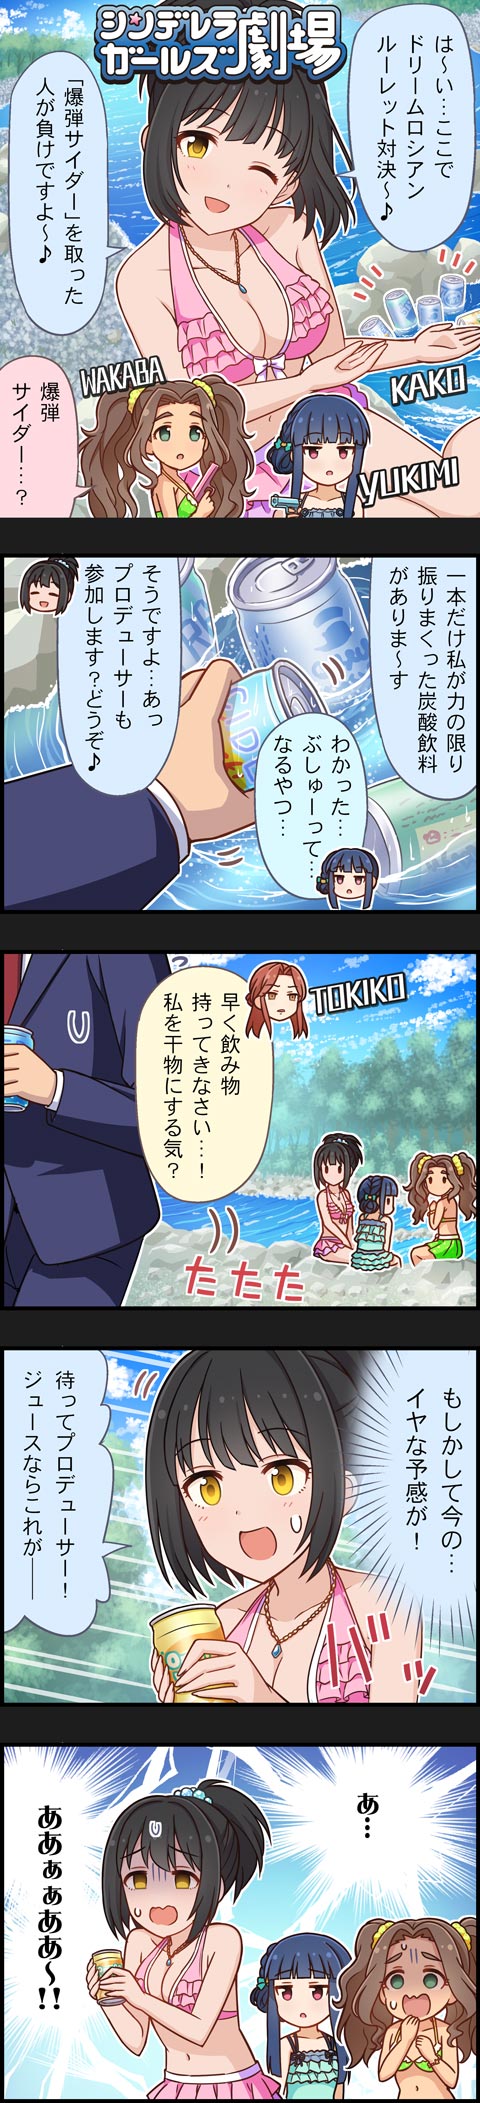 シンデレラ
ガールズ劇場
は～い…ここで
ドリームロシアン
ルーレット対決～♪
「爆弾サイダー」を取った
人が負けですよ～♪
WAKABA
KAKO
YUKIMI
爆弾
サイダー…?
一本だけ私が力の限り
振りまくった炭酸飲料
がありま～す
わかった…
ぶしゅーって…
なるやつ…
そうですよ…あっ
プロデューサーも
参加します?どうぞ♪
TOKIKO
早く飲み物
持ってきなさい…!
私を干物にする気?
たたた
もしかして今の…
イヤな予感が!
ガバッ
待ってプロデューサー!
ジュースならこれが──
あ…
ああぁぁああ～!!